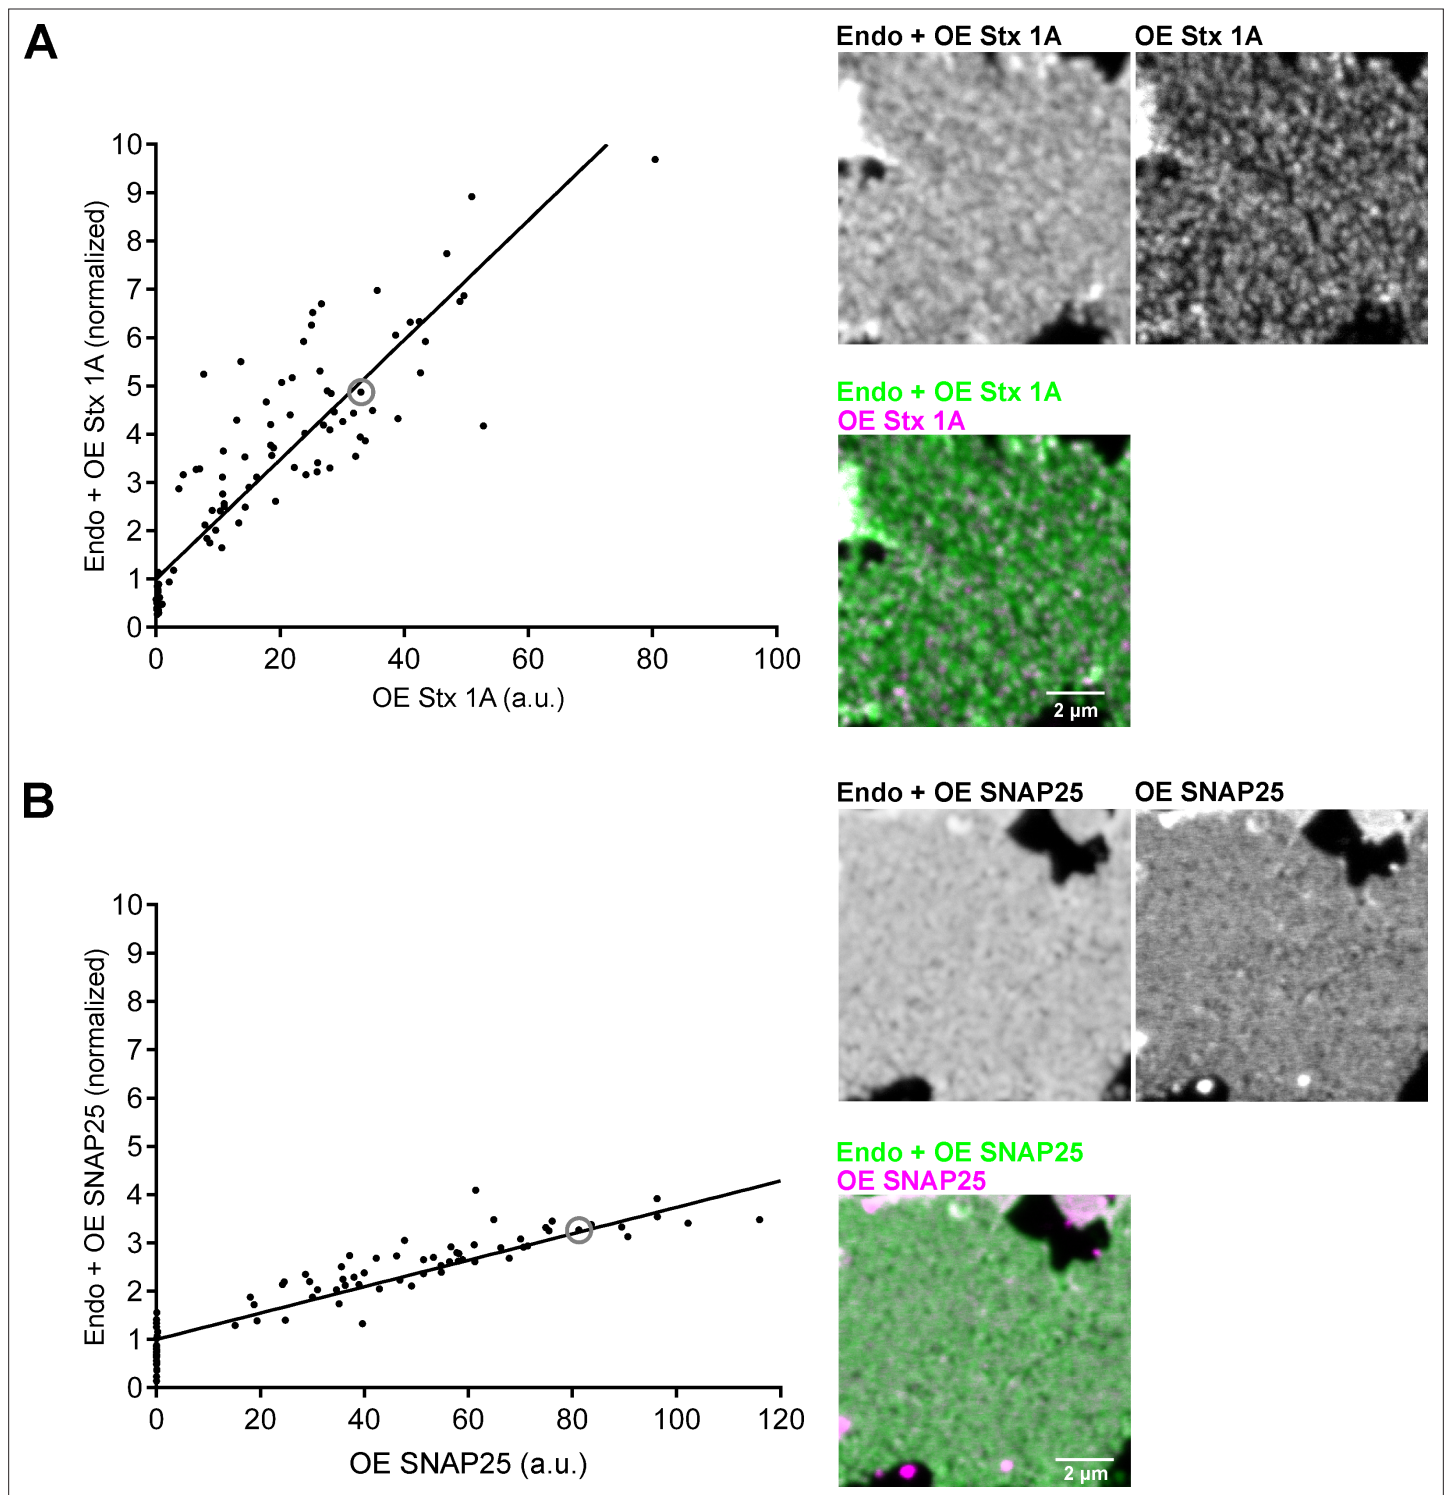 A
Endo + OE Stx 1A
OE Stx 1A
Endo + OE Stx 1A (normalized)
10
9
8
7
6
5
4
3
2
1
0
0 20 40 60 80 100
OE Stx 1A (a.u.)
Endo + OE Stx 1A
OE Stx 1A
2 µm
B
Endo + OE SNAP25
OE SNAP25
Endo + OE SNAP25 (normalized)
10
9
8
7
6
5
4
3
2
1
0
0 20 40 60 80 100 120
OE SNAP25 (a.u.)
Endo + OE SNAP25
OE SNAP25
2 µm